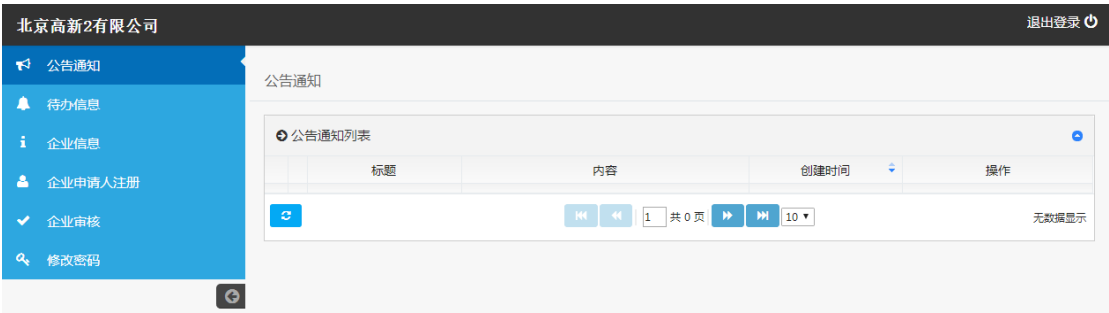 北京高新2有限公司
退出登录
公告通知
待办信息
企业信息
企业申请人注册
企业审核
修改密码
公告通知
公告通知列表
标题 内容 创建时间 操作
1 共 0 页 10
无数据显示